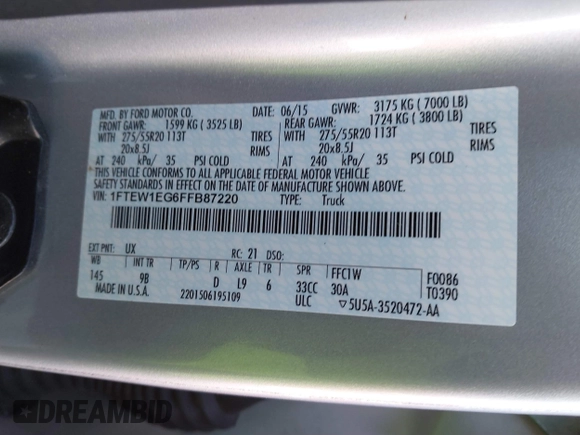 MFD. BY FORD MOTOR CO. DATE: 06/15 GVWR: 3175 KG ( 7000 LB)
FRONT GAWR: 1599 KG ( 3525 LB) REAR GAWR: 1724 KG ( 3800 LB)
WITH 275/55R20 113T TIRES WITH 275/55R20 113T TIRES
20x8.5J RIMS 20x8.5J RIMS
AT 240 kPa/ 35 PSI COLD AT 240 kPa/ 35 PSI COLD
THIS VEHICLE CONFORMS TO ALL APPLICABLE FEDERAL MOTOR VEHICLE
SAFETY STANDARDS IN EFFECT ON THE DATE OF MANUFACTURE SHOWN ABOVE.
VIN: 1FTEW1EG6FFB87220 TYPE: Truck
EXT PNT: UX RC: 21 DSO:
WB INT TR TP/PS R AXLE TR SPR FFC1W F0086
145 9B D L9 6 33CC 30A T0390
MADE IN U.S.A. 2201506195109 ULC ▽5U5A-3520472-AA
DREAMBID